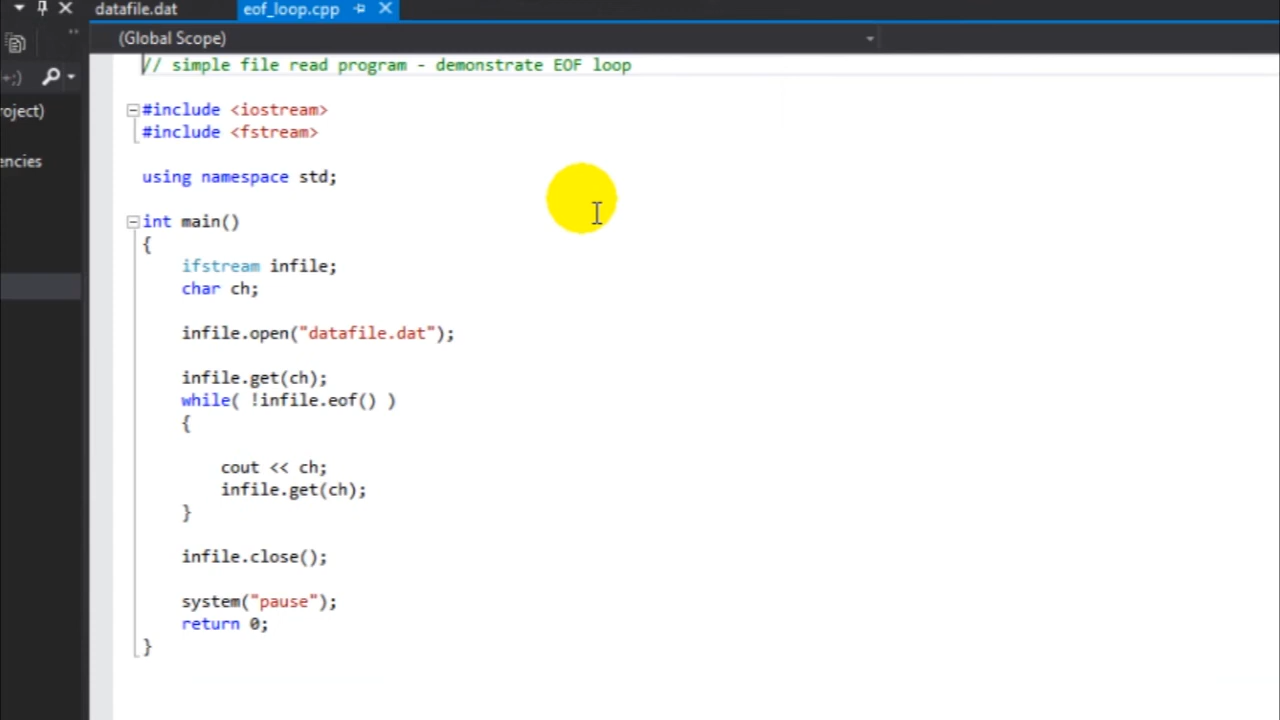 datafile.dat eof_loop.cpp
(Global Scope)
// simple file read program - demonstrate EOF loop
#include <iostream>
#include <fstream>
using namespace std;
int main()
{
ifstream infile;
char ch;
infile.open("datafile.dat");
infile.get(ch);
while( !infile.eof() )
{
cout << ch;
infile.get(ch);
}
infile.close();
system("pause");
return 0;
}
roject)
encies